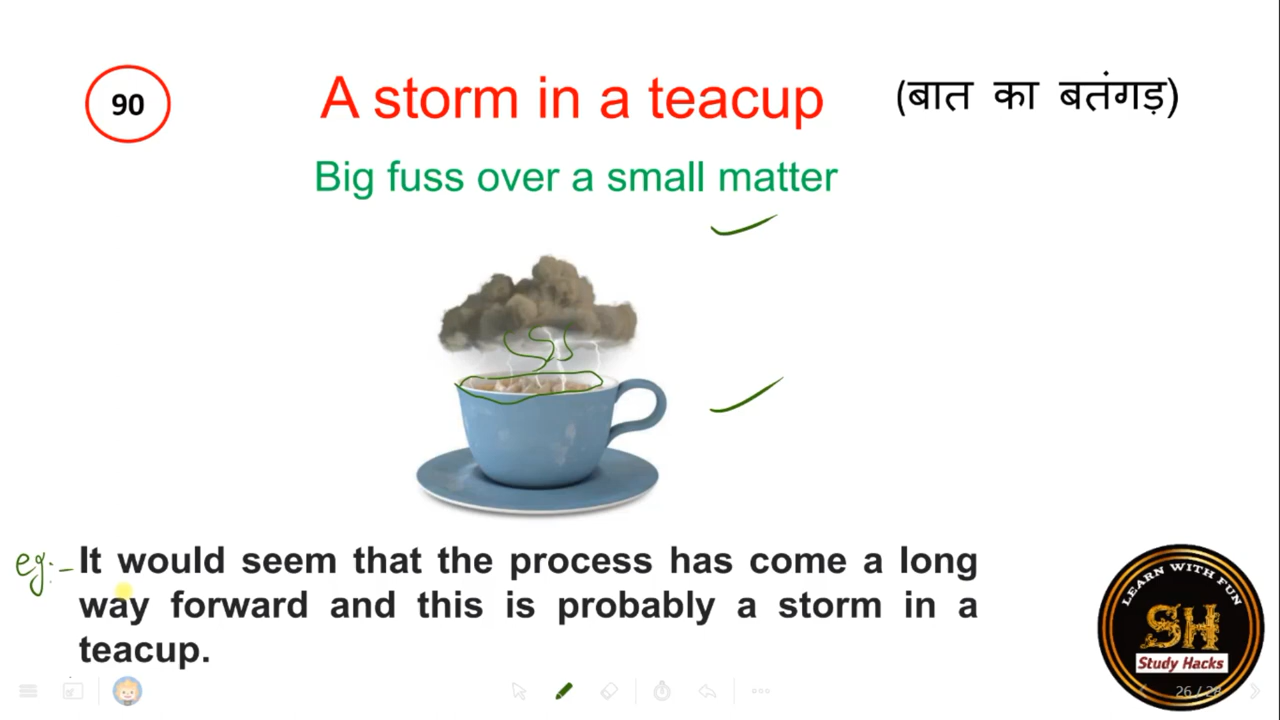 90
A storm in a teacup
(बात का बतंगड़)
Big fuss over a small matter
eg:- It would seem that the process has come a long
way forward and this is probably a storm in a
teacup.
LEARN WITH FUN
SH
Study Hacks